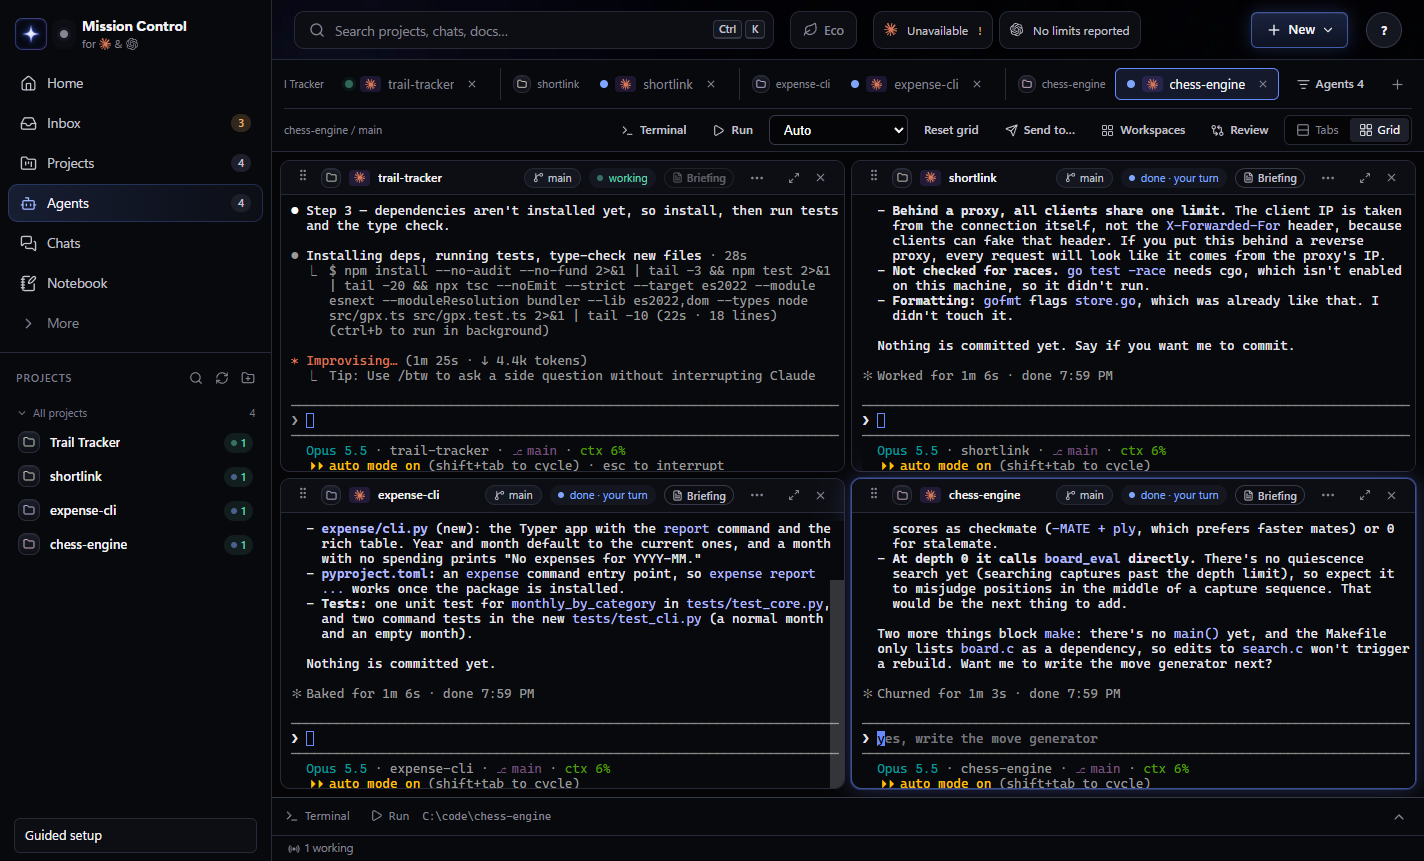 Mission Control
for &
Search projects, chats, docs...
Ctrl K
Eco
Unavailable !
No limits reported
New
?
Home
Inbox 3
Projects 4
Agents 4
Chats
Notebook
More
PROJECTS
All projects 4
Trail Tracker 1
shortlink 1
expense-cli 1
chess-engine 1
Guided setup
l Tracker
trail-tracker
shortlink
shortlink
expense-cli
expense-cli
chess-engine
chess-engine
Agents 4
chess-engine / main
Terminal
Run
Auto
Reset grid
Send to...
Workspaces
Review
Tabs
Grid
trail-tracker
main
working
Briefing
● Step 3 — dependencies aren't installed yet, so install, then run tests
and the type check.
● Installing deps, running tests, type-check new files · 28s
⎿ $ npm install --no-audit --no-fund 2>&1 | tail -3 && npm test 2>&1
| tail -20 && npx tsc --noEmit --strict --target es2022 --module
esnext --moduleResolution bundler --lib es2022,dom --types node
src/gpx.ts src/gpx.test.ts 2>&1 | tail -10 (22s · 18 lines)
(ctrl+b to run in background)
* Improvising… (1m 25s · ↓ 4.4k tokens)
⎿ Tip: Use /btw to ask a side question without interrupting Claude
❯
Opus 5.5 · trail-tracker · main · ctx 6%
⏵⏵ auto mode on (shift+tab to cycle) · esc to interrupt
shortlink
main
done · your turn
Briefing
- Behind a proxy, all clients share one limit. The client IP is taken
from the connection itself, not the X-Forwarded-For header, because
clients can fake that header. If you put this behind a reverse
proxy, every request will look like it comes from the proxy's IP.
- Not checked for races. go test -race needs cgo, which isn't enabled
on this machine, so it didn't run.
- Formatting: gofmt flags store.go, which was already like that. I
didn't touch it.
Nothing is committed yet. Say if you want me to commit.
✻ Worked for 1m 6s · done 7:59 PM
❯
Opus 5.5 · shortlink · main · ctx 6%
⏵⏵ auto mode on (shift+tab to cycle)
expense-cli
main
done · your turn
Briefing
- expense/cli.py (new): the Typer app with the report command and the
rich table. Year and month default to the current ones, and a month
with no spending prints "No expenses for YYYY-MM."
- pyproject.toml: an expense command entry point, so expense report
... works once the package is installed.
- Tests: one unit test for monthly_by_category in tests/test_core.py,
and two command tests in the new tests/test_cli.py (a normal month
and an empty month).
Nothing is committed yet.
✻ Baked for 1m 6s · done 7:59 PM
❯
Opus 5.5 · expense-cli · main · ctx 6%
⏵⏵ auto mode on (shift+tab to cycle)
chess-engine
main
done · your turn
Briefing
scores as checkmate (-MATE + ply, which prefers faster mates) or 0
for stalemate.
- At depth 0 it calls board_eval directly. There's no quiescence
search yet (searching captures past the depth limit), so expect it
to misjudge positions in the middle of a capture sequence. That
would be the next thing to add.
Two more things block make: there's no main() yet, and the Makefile
only lists board.c as a dependency, so edits to search.c won't trigger
a rebuild. Want me to write the move generator next?
✻ Churned for 1m 3s · done 7:59 PM
❯ yes, write the move generator
Opus 5.5 · chess-engine · main · ctx 6%
⏵⏵ auto mode on (shift+tab to cycle)
Terminal
Run
C:\code\chess-engine
1 working